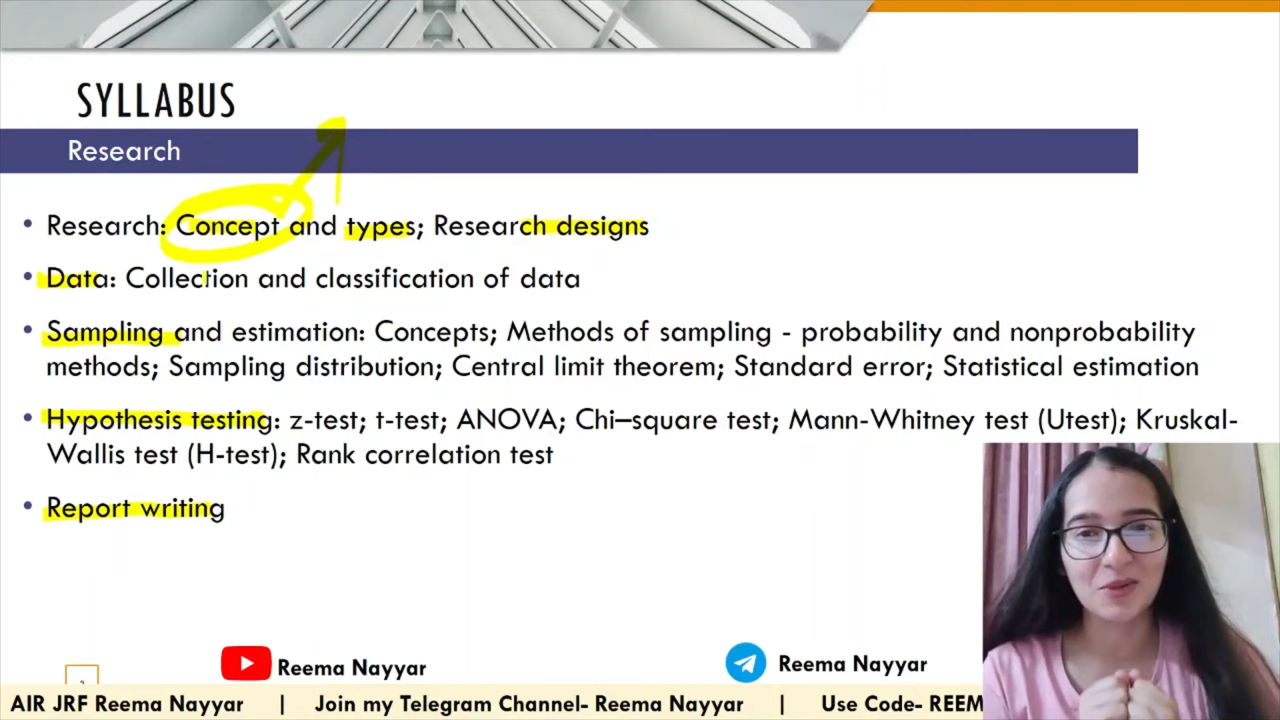 SYLLABUS
Research
• Research: Concept and types; Research designs
• Data: Collection and classification of data
• Sampling and estimation: Concepts; Methods of sampling - probability and nonprobability
methods; Sampling distribution; Central limit theorem; Standard error; Statistical estimation
• Hypothesis testing: z-test; t-test; ANOVA; Chi–square test; Mann-Whitney test (Utest); Kruskal-
Wallis test (H-test); Rank correlation test
• Report writing
Reema Nayyar
Reema Nayyar
AIR JRF Reema Nayyar | Join my Telegram Channel- Reema Nayyar | Use Code- REEM